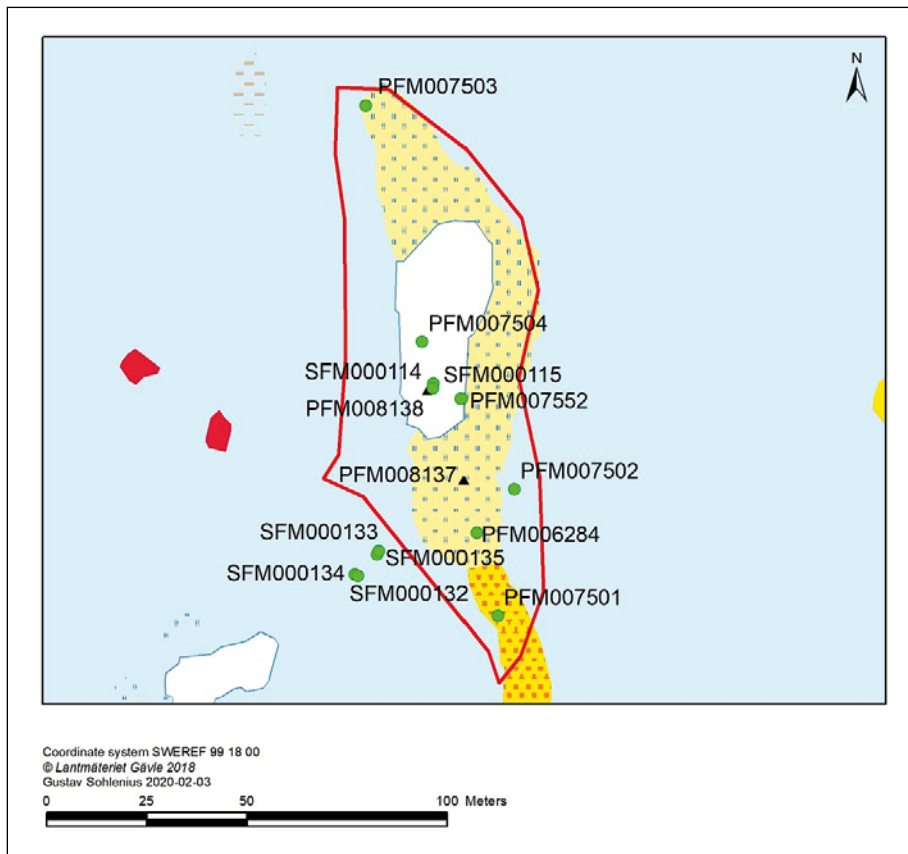 N
PFM007503
PFM007504
SFM000114
SFM000115
PFM008138
PFM007552
PFM008137
PFM007502
SFM000133
PFM006284
SFM000135
SFM000134
SFM000132
PFM007501
Coordinate system SWEREF 99 18 00
© Lantmäteriet Gävle 2018
Gustav Sohlenius 2020-02-03
0 25 50 100 Meters